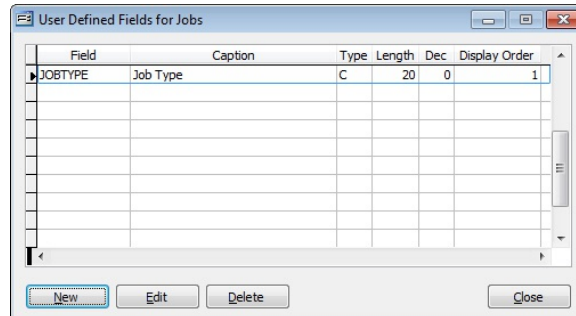 User Defined Fields for Jobs
Field Caption Type Length Dec Display Order
JOBTYPE Job Type C 20 0 1
New Edit Delete Close